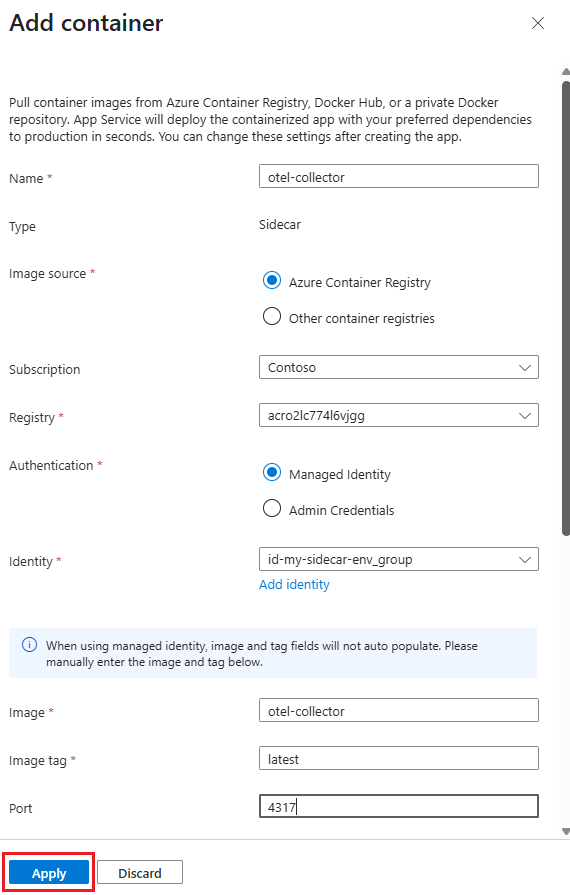 Add container
Pull container images from Azure Container Registry, Docker Hub, or a private Docker
repository. App Service will deploy the containerized app with your preferred dependencies
to production in seconds. You can change these settings after creating the app.
Name *
otel-collector
Type
Sidecar
Image source *
Azure Container Registry
Other container registries
Subscription
Contoso
Registry *
acro2lc774l6vjgg
Authentication *
Managed Identity
Admin Credentials
Identity *
id-my-sidecar-env_group
Add identity
When using managed identity, image and tag fields will not auto populate. Please
manually enter the image and tag below.
Image *
otel-collector
Image tag *
latest
Port
4317
Apply
Discard